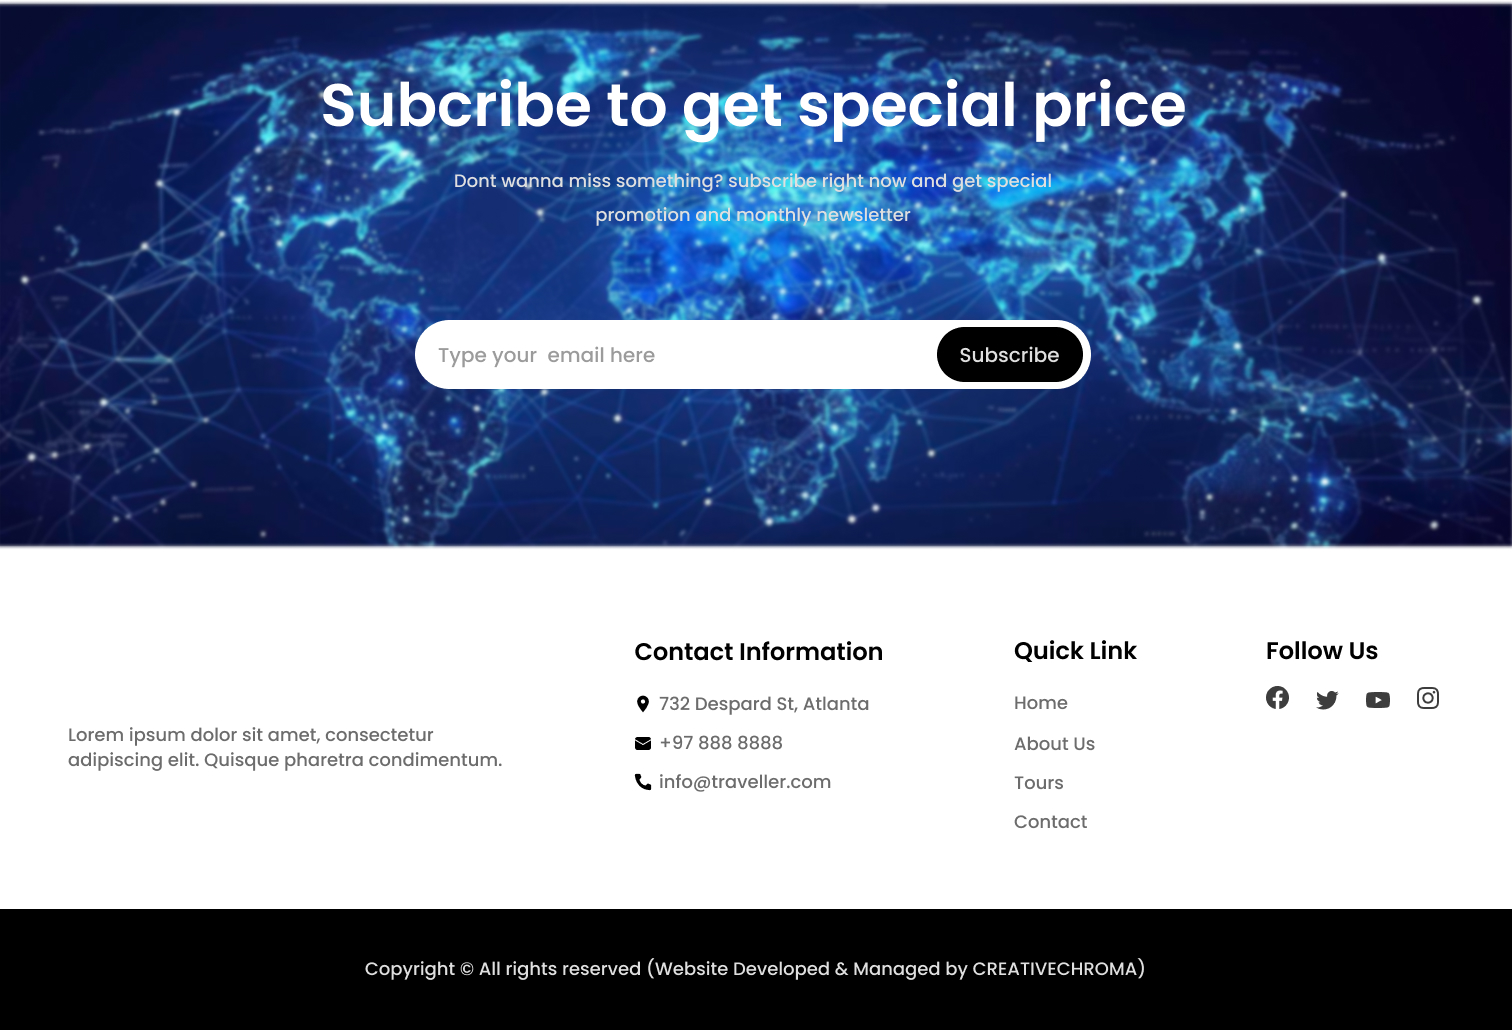 Subcribe to get special price
Dont wanna miss something? subscribe right now and get special
promotion and monthly newsletter
Type your  email here
Subscribe
Lorem ipsum dolor sit amet, consectetur
adipiscing elit. Quisque pharetra condimentum.
Contact Information
732 Despard St, Atlanta
+97 888 8888
info@traveller.com
Quick Link
Home
About Us
Tours
Contact
Follow Us
Copyright © All rights reserved (Website Developed & Managed by CREATIVECHROMA)